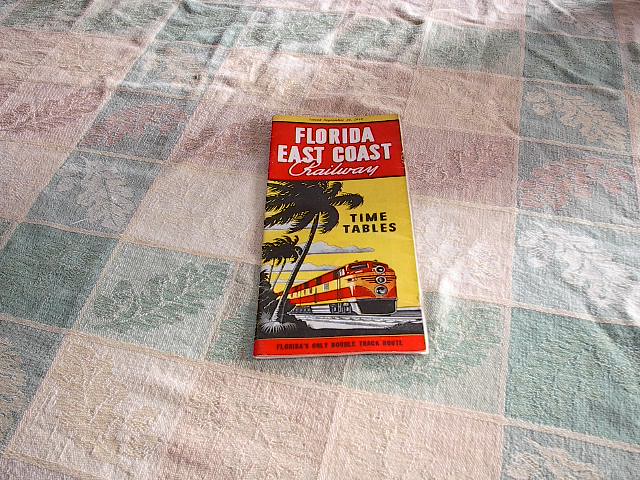 FLORIDA
EAST COAST
Railway
TIME
TABLES
FLORIDA'S ONLY DOUBLE TRACK ROUTE